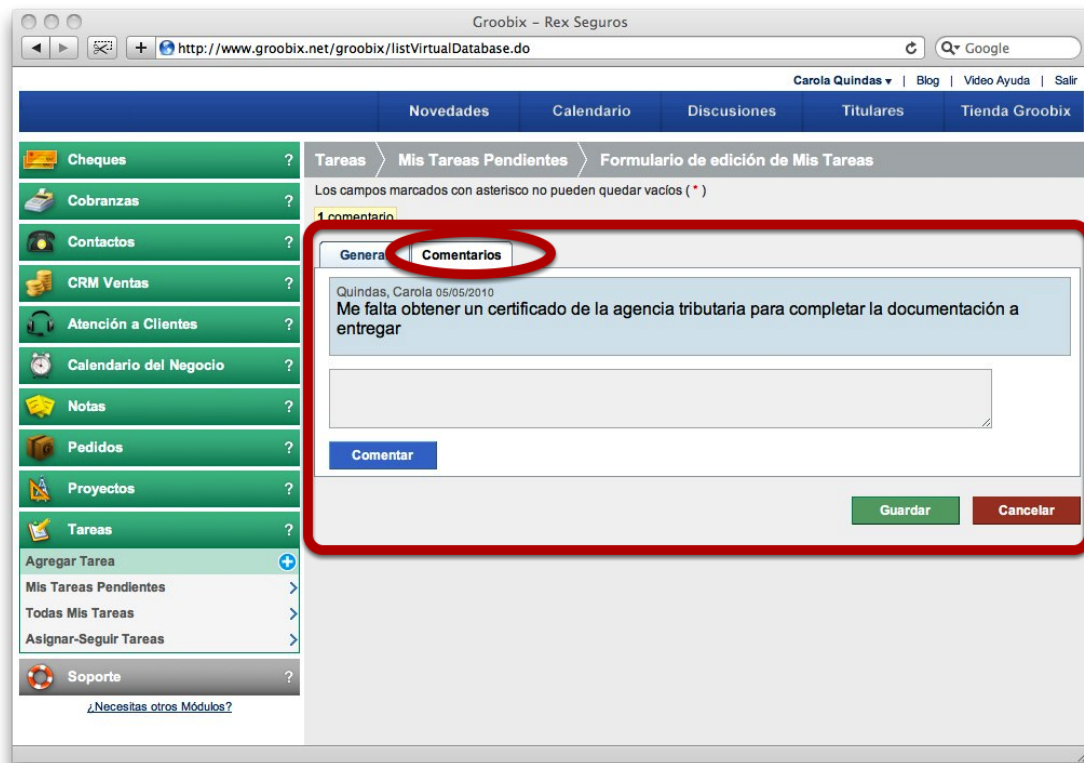 Groobix – Rex Seguros
http://www.groobix.net/groobix/listVirtualDatabase.do
Google
Carola Quindas ▾ | Blog | Video Ayuda | Salir
Novedades Calendario Discusiones Titulares Tienda Groobix
Cheques ?
Cobranzas ?
Contactos ?
CRM Ventas ?
Atención a Clientes ?
Calendario del Negocio ?
Notas ?
Pedidos ?
Proyectos ?
Tareas ?
Agregar Tarea
Mis Tareas Pendientes
Todas Mis Tareas
Asignar-Seguir Tareas
Soporte ?
¿Necesitas otros Módulos?
Tareas Mis Tareas Pendientes Formulario de edición de Mis Tareas
Los campos marcados con asterisco no pueden quedar vacíos ( * )
1 comentario
Genera Comentarios
Quindas, Carola 05/05/2010
Me falta obtener un certificado de la agencia tributaria para completar la documentación a
entregar
Comentar
Guardar Cancelar